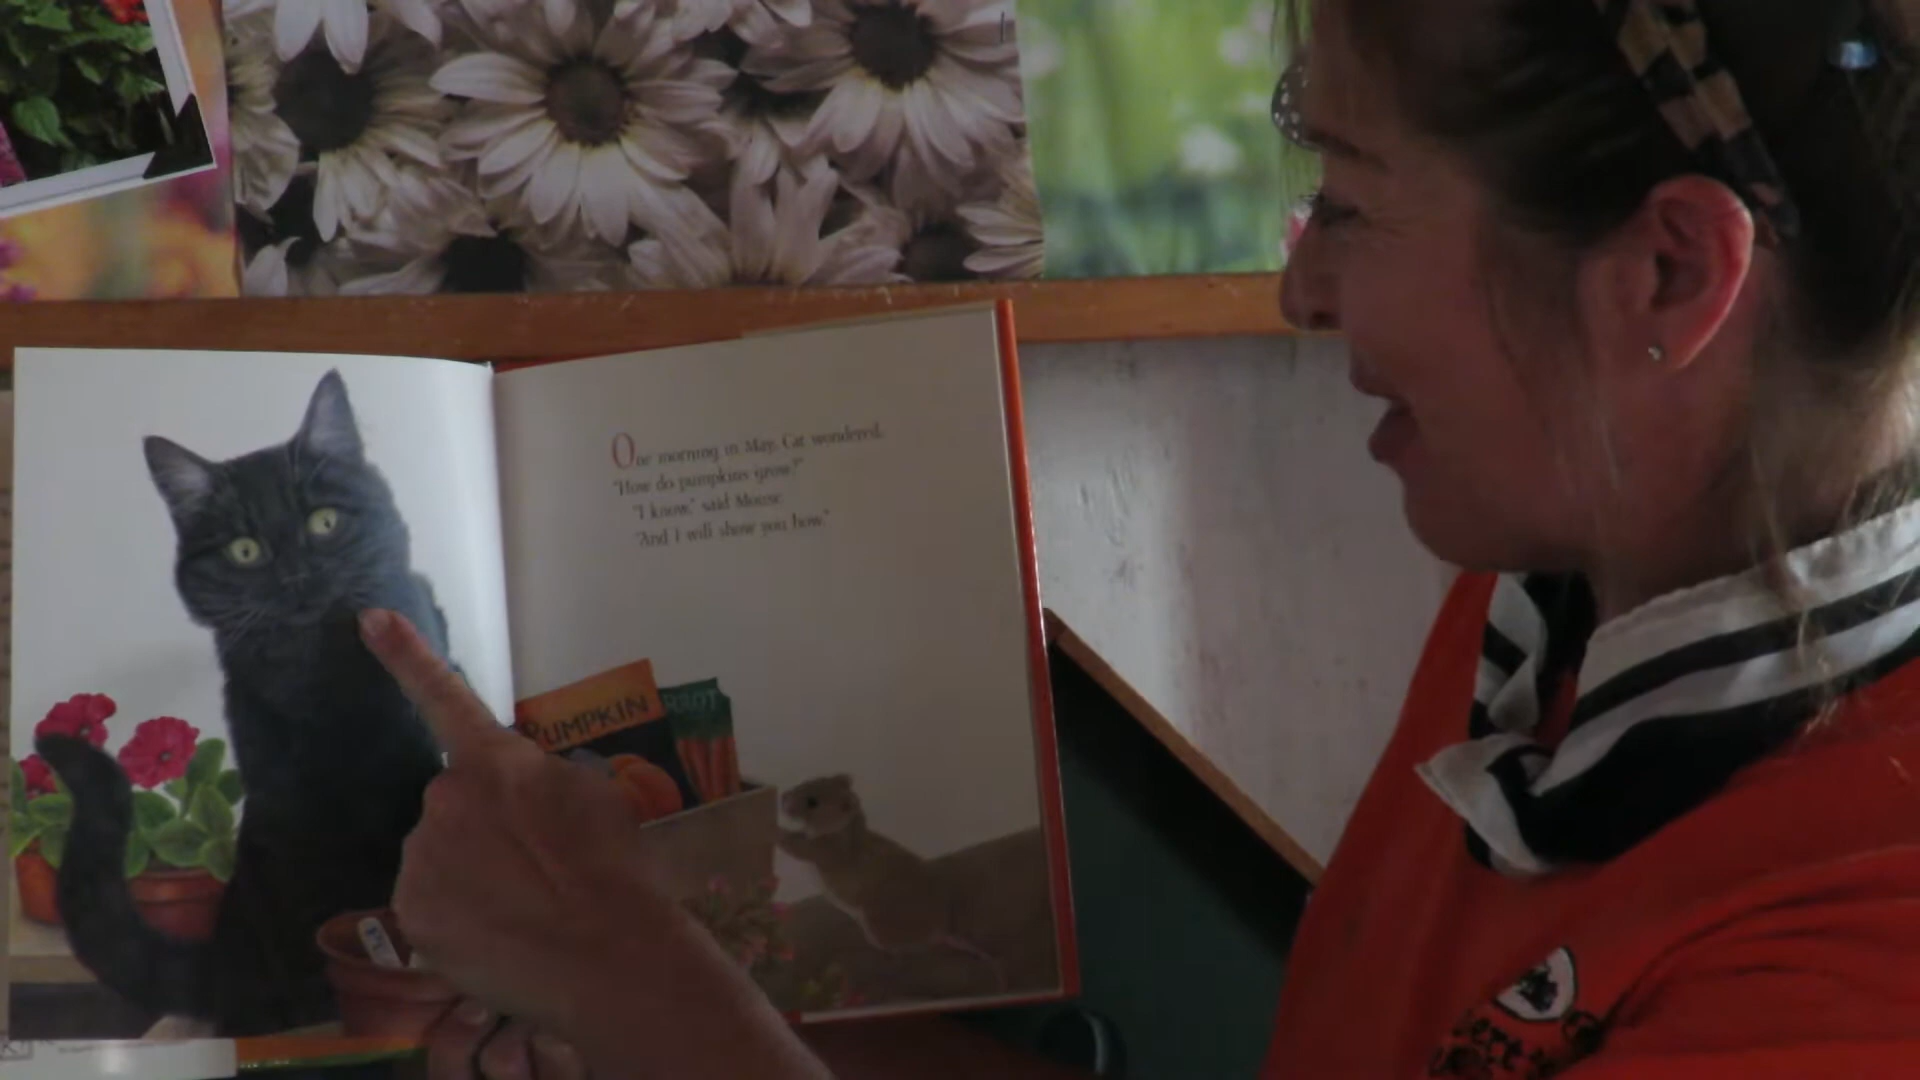 One morning in May, Cat wondered,
"How do pumpkins grow?"
"I know," said Mouse.
"And I will show you how."
PUMPKIN